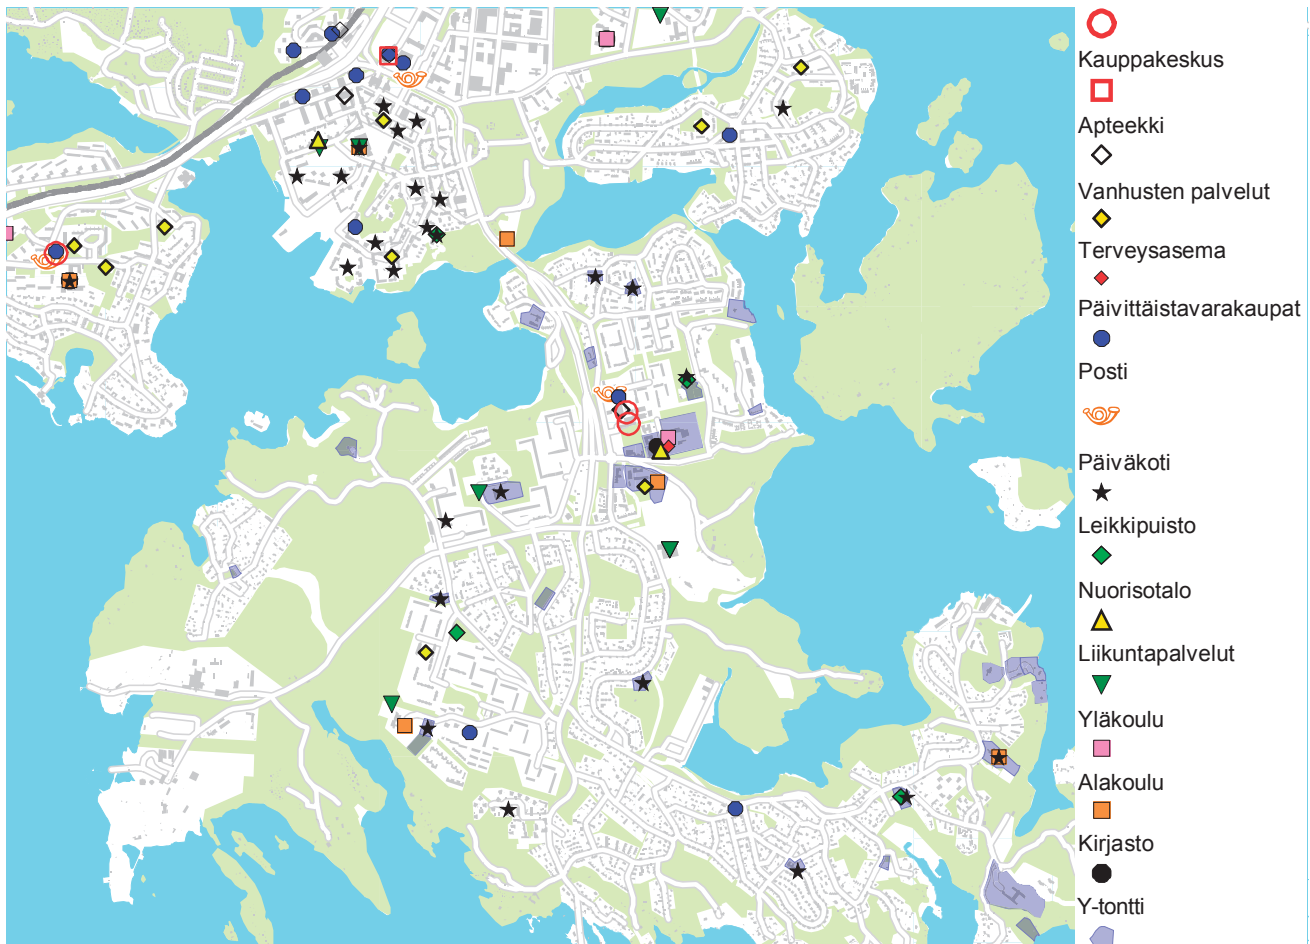 Kauppakeskus
Apteekki
Vanhusten palvelut
Terveysasema
Päivittäistavarakaupat
Posti
Päiväkoti
Leikkipuisto
Nuorisotalo
Liikuntapalvelut
Yläkoulu
Alakoulu
Kirjasto
Y-tontti